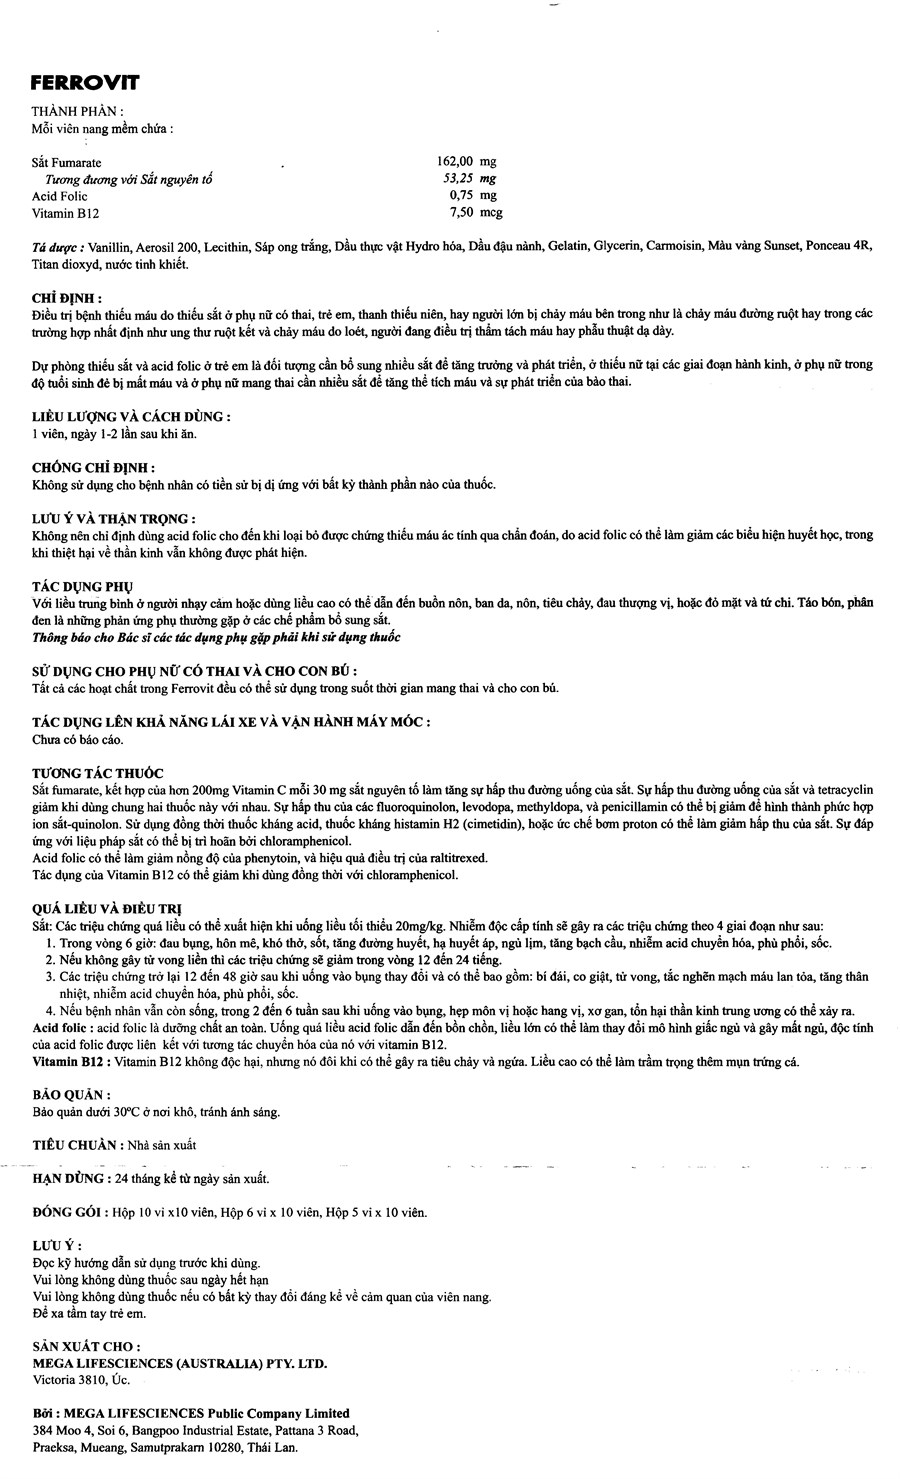 FERROVIT
THÀNH PHẦN :
Mỗi viên nang mềm chứa :
Sắt Fumarate 162,00 mg
Tương đương với Sắt nguyên tố 53,25 mg
Acid Folic 0,75 mg
Vitamin B12 7,50 mcg
Tá dược : Vanillin, Aerosil 200, Lecithin, Sáp ong trắng, Dầu thực vật Hydro hóa, Dầu đậu nành, Gelatin, Glycerin, Carmoisin, Màu vàng Sunset, Ponceau 4R,
Titan dioxyd, nước tinh khiết.
CHỈ ĐỊNH :
Điều trị bệnh thiếu máu do thiếu sắt ở phụ nữ có thai, trẻ em, thanh thiếu niên, hay người lớn bị chảy máu bên trong như là chảy máu đường ruột hay trong các
trường hợp nhất định như ung thư ruột kết và chảy máu do loét, người đang điều trị thẩm tách máu hay phẫu thuật dạ dày.
Dự phòng thiếu sắt và acid folic ở trẻ em là đối tượng cần bổ sung nhiều sắt để tăng trưởng và phát triển, ở thiếu nữ tại các giai đoạn hành kinh, ở phụ nữ trong
độ tuổi sinh đẻ bị mất máu và ở phụ nữ mang thai cần nhiều sắt để tăng thể tích máu và sự phát triển của bào thai.
LIỀU LƯỢNG VÀ CÁCH DÙNG :
1 viên, ngày 1-2 lần sau khi ăn.
CHỐNG CHỈ ĐỊNH :
Không sử dụng cho bệnh nhân có tiền sử bị dị ứng với bất kỳ thành phần nào của thuốc.
LƯU Ý VÀ THẬN TRỌNG :
Không nên chỉ định dùng acid folic cho đến khi loại bỏ được chứng thiếu máu ác tính qua chẩn đoán, do acid folic có thể làm giảm các biểu hiện huyết học, trong
khi thiệt hại về thần kinh vẫn không được phát hiện.
TÁC DỤNG PHỤ
Với liều trung bình ở người nhạy cảm hoặc dùng liều cao có thể dẫn đến buồn nôn, ban da, nôn, tiêu chảy, đau thượng vị, hoặc đỏ mặt và tứ chi. Táo bón, phân
đen là những phản ứng phụ thường gặp ở các chế phẩm bổ sung sắt.
Thông báo cho Bác sĩ các tác dụng phụ gặp phải khi sử dụng thuốc
SỬ DỤNG CHO PHỤ NỮ CÓ THAI VÀ CHO CON BÚ :
Tất cả các hoạt chất trong Ferrovit đều có thể sử dụng trong suốt thời gian mang thai và cho con bú.
TÁC DỤNG LÊN KHẢ NĂNG LÁI XE VÀ VẬN HÀNH MÁY MÓC :
Chưa có báo cáo.
TƯƠNG TÁC THUỐC
Sắt fumarate, kết hợp của hơn 200mg Vitamin C mỗi 30 mg sắt nguyên tố làm tăng sự hấp thu đường uống của sắt. Sự hấp thu đường uống của sắt và tetracyclin
giảm khi dùng chung hai thuốc này với nhau. Sự hấp thu của các fluoroquinolon, levodopa, methyldopa, và penicillamin có thể bị giảm để hình thành phức hợp
ion sắt-quinolon. Sử dụng đồng thời thuốc kháng acid, thuốc kháng histamin H2 (cimetidin), hoặc ức chế bơm proton có thể làm giảm hấp thu của sắt. Sự đáp
ứng với liệu pháp sắt có thể bị trì hoãn bởi chloramphenicol.
Acid folic có thể làm giảm nồng độ của phenytoin, và hiệu quả điều trị của raltitrexed.
Tác dụng của Vitamin B12 có thể giảm khi dùng đồng thời với chloramphenicol.
QUÁ LIỀU VÀ ĐIỀU TRỊ
Sắt: Các triệu chứng quá liều có thể xuất hiện khi uống liều tối thiểu 20mg/kg. Nhiễm độc cấp tính sẽ gây ra các triệu chứng theo 4 giai đoạn như sau:
1. Trong vòng 6 giờ: đau bụng, hôn mê, khó thở, sốt, tăng đường huyết, hạ huyết áp, ngủ lịm, tăng bạch cầu, nhiễm acid chuyển hóa, phù phổi, sốc.
2. Nếu không gây tử vong liền thì các triệu chứng sẽ giảm trong vòng 12 đến 24 tiếng.
3. Các triệu chứng trở lại 12 đến 48 giờ sau khi uống vào bụng thay đổi và có thể bao gồm: bí đái, co giật, tử vong, tắc nghẽn mạch máu lan tỏa, tăng thân
nhiệt, nhiễm acid chuyển hóa, phù phổi, sốc.
4. Nếu bệnh nhân vẫn còn sống, trong 2 đến 6 tuần sau khi uống vào bụng, hẹp môn vị hoặc hang vị, xơ gan, tổn hại thần kinh trung ương có thể xảy ra.
Acid folic : acid folic là dưỡng chất an toàn. Uống quá liều acid folic dẫn đến bồn chồn, liều lớn có thể làm thay đổi mô hình giấc ngủ và gây mất ngủ, độc tính
của acid folic được liên kết với tương tác chuyển hóa của nó với vitamin B12.
Vitamin B12 : Vitamin B12 không độc hại, nhưng nó đôi khi có thể gây ra tiêu chảy và ngứa. Liều cao có thể làm trầm trọng thêm mụn trứng cá.
BẢO QUẢN :
Bảo quản dưới 30ºC ở nơi khô, tránh ánh sáng.
TIÊU CHUẨN : Nhà sản xuất
HẠN DÙNG : 24 tháng kể từ ngày sản xuất.
ĐÓNG GÓI : Hộp 10 vỉ x10 viên, Hộp 6 vỉ x 10 viên, Hộp 5 vỉ x 10 viên.
LƯU Ý :
Đọc kỹ hướng dẫn sử dụng trước khi dùng.
Vui lòng không dùng thuốc sau ngày hết hạn
Vui lòng không dùng thuốc nếu có bất kỳ thay đổi đáng kể về cảm quan của viên nang.
Để xa tầm tay trẻ em.
SẢN XUẤT CHO :
MEGA LIFESCIENCES (AUSTRALIA) PTY. LTD.
Victoria 3810, Úc.
Bởi : MEGA LIFESCIENCES Public Company Limited
384 Moo 4, Soi 6, Bangpoo Industrial Estate, Pattana 3 Road,
Praeksa, Mueang, Samutprakarn 10280, Thái Lan.